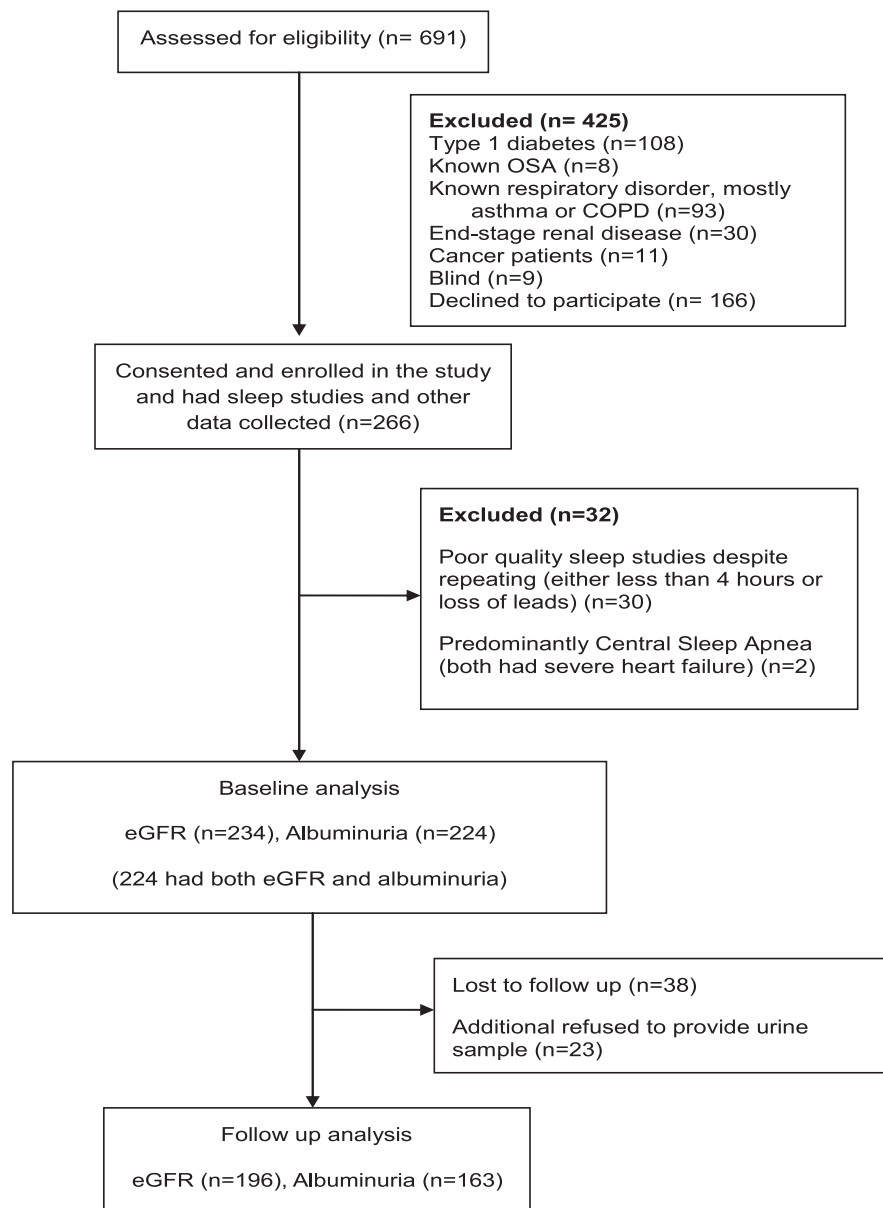 Assessed for eligibility (n= 691)
Excluded (n= 425)
Type 1 diabetes (n=108)
Known OSA (n=8)
Known respiratory disorder, mostly
asthma or COPD (n=93)
End-stage renal disease (n=30)
Cancer patients (n=11)
Blind (n=9)
Declined to participate (n= 166)
Consented and enrolled in the study
and had sleep studies and other
data collected (n=266)
Excluded (n=32)
Poor quality sleep studies despite
repeating (either less than 4 hours or
loss of leads) (n=30)
Predominantly Central Sleep Apnea
(both had severe heart failure) (n=2)
Baseline analysis
eGFR (n=234), Albuminuria (n=224)
(224 had both eGFR and albuminuria)
Lost to follow up (n=38)
Additional refused to provide urine
sample (n=23)
Follow up analysis
eGFR (n=196), Albuminuria (n=163)